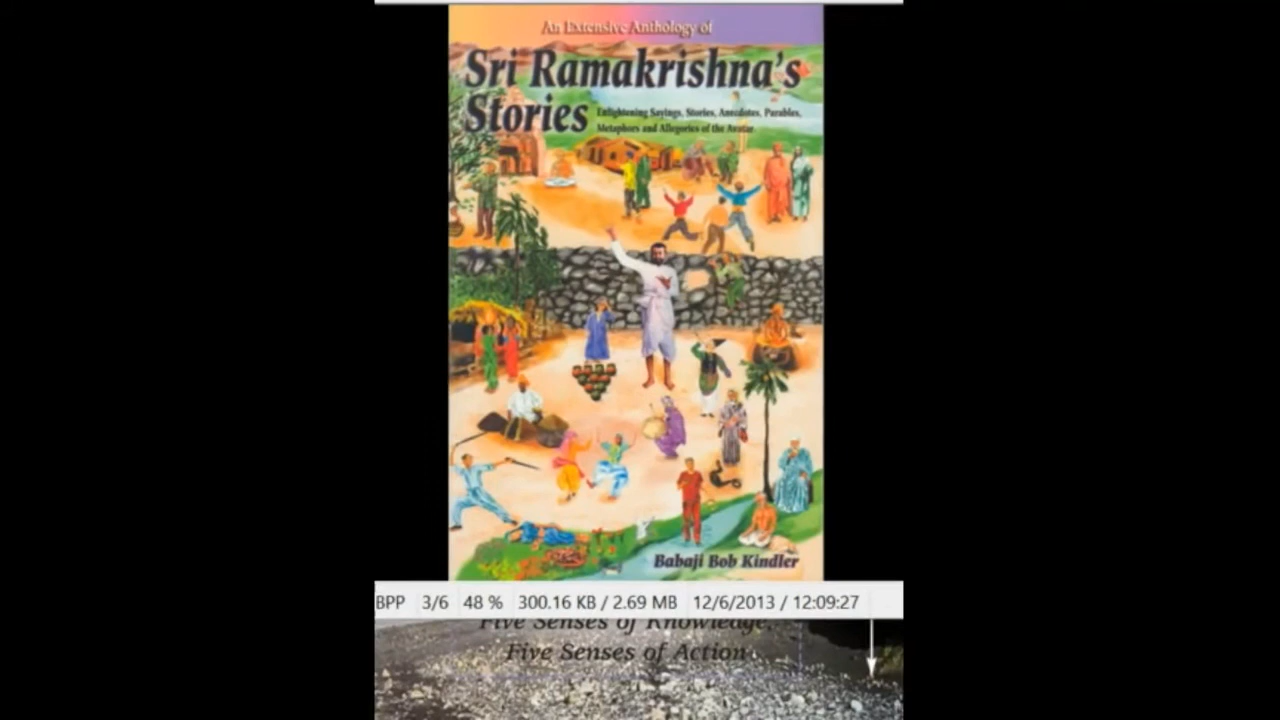 An Extensive Anthology of
Sri Ramakrishna's
Stories
Enlightening Sayings, Stories, Anecdotes, Parables,
Metaphors and Allegories of the Avatar
Babaji Bob Kindler
BPP 3/6 48 % 300.16 KB / 2.69 MB 12/6/2013 / 12:09:27
Five Senses of Knowledge,
Five Senses of Action